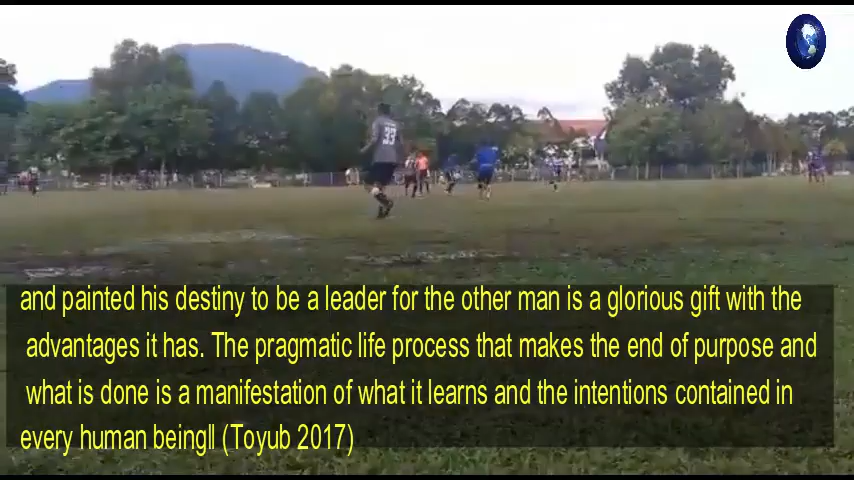 33
and painted his destiny to be a leader for the other man is a glorious gift with the
advantages it has. The pragmatic life process that makes the end of purpose and
what is done is a manifestation of what it learns and the intentions contained in
every human being‖ (Toyub 2017)